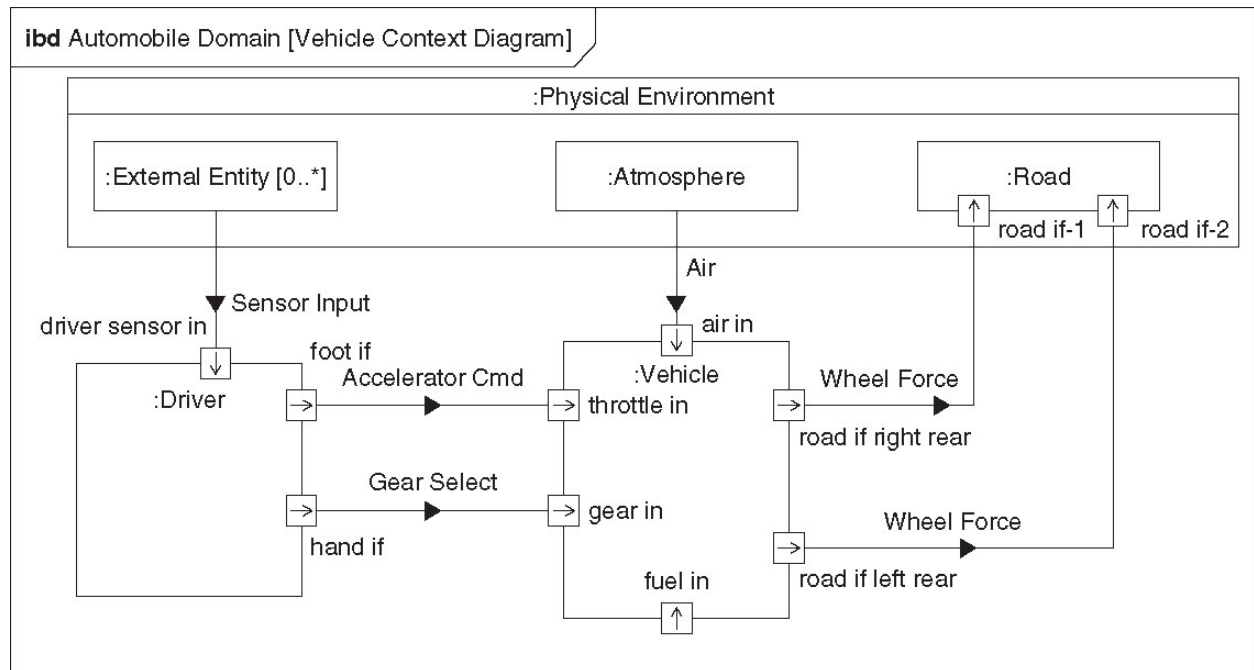 ibd Automobile Domain [Vehicle Context Diagram]
:Physical Environment
:External Entity [0..*]
:Atmosphere
:Road
road if-1
road if-2
Air
Sensor Input
driver sensor in
air in
foot if
Accelerator Cmd
:Vehicle
Wheel Force
:Driver
throttle in
road if right rear
Gear Select
gear in
Wheel Force
hand if
fuel in
road if left rear